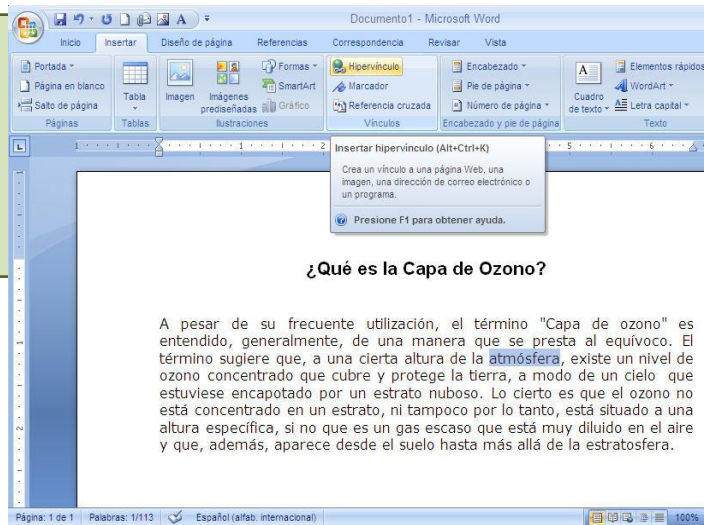 Documento1 - Microsoft Word
Inicio Insertar Diseño de página Referencias Correspondencia Revisar Vista
Portada
Página en blanco
Salto de página
Páginas
Tabla
Tablas
Imagen
Imágenes prediseñadas
Formas
SmartArt
Gráfico
Ilustraciones
Hipervínculo
Marcador
Referencia cruzada
Vínculos
Encabezado
Pie de página
Número de página
Encabezado y pie de página
Cuadro de texto
Elementos rápidos
WordArt
Letra capital
Texto
1 1 2 5 6
Insertar hipervínculo (Alt+Ctrl+K)
Crea un vínculo a una página Web, una
imagen, una dirección de correo electrónico o
un programa.
Presione F1 para obtener ayuda.
¿Qué es la Capa de Ozono?
A pesar de su frecuente utilización, el término "Capa de ozono" es
entendido, generalmente, de una manera que se presta al equívoco. El
término sugiere que, a una cierta altura de la atmósfera, existe un nivel de
ozono concentrado que cubre y protege la tierra, a modo de un cielo que
estuviese encapotado por un estrato nuboso. Lo cierto es que el ozono no
está concentrado en un estrato, ni tampoco por lo tanto, está situado a una
altura específica, si no que es un gas escaso que está muy diluido en el aire
y que, además, aparece desde el suelo hasta más allá de la estratosfera.
Página: 1 de 1 Palabras: 1/113 Español (alfab. internacional) 100%